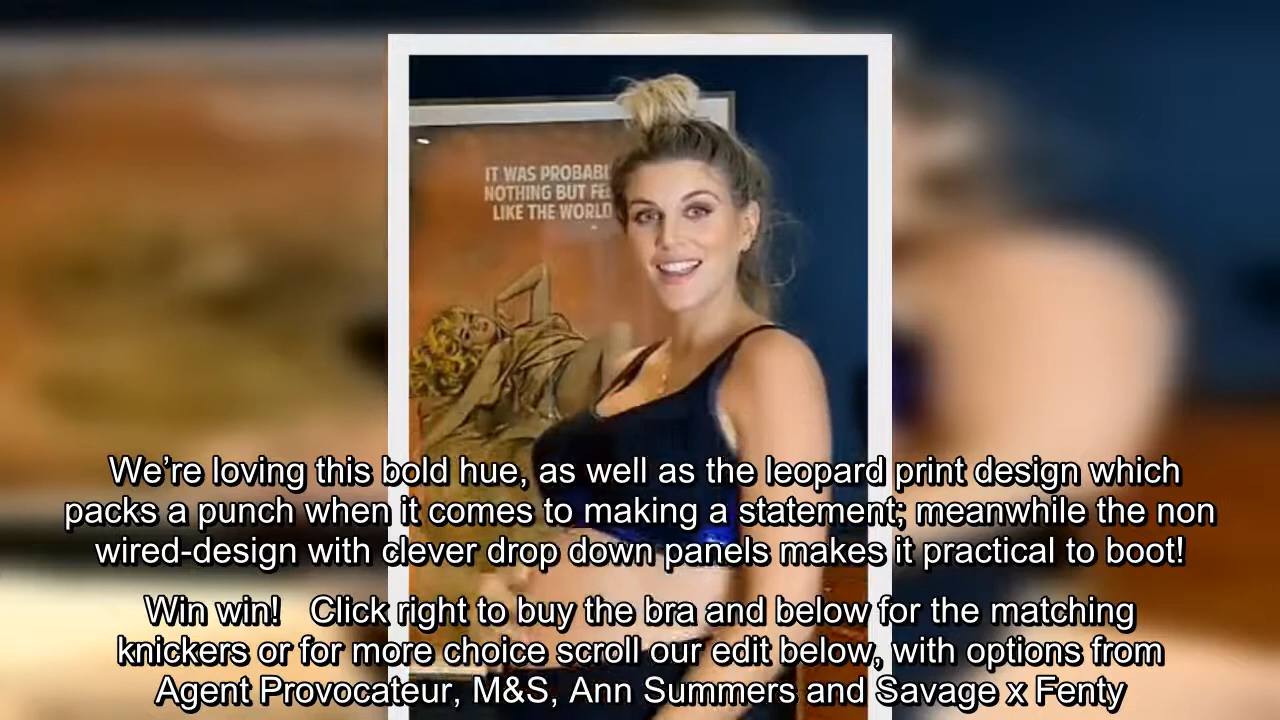 IT WAS PROBABL
NOTHING BUT FEE
LIKE THE WORLD
We’re loving this bold hue, as well as the leopard print design which
packs a punch when it comes to making a statement; meanwhile the non
wired-design with clever drop down panels makes it practical to boot!
Win win! Click right to buy the bra and below for the matching
knickers or for more choice scroll our edit below, with options from
Agent Provocateur, M&S, Ann Summers and Savage x Fenty